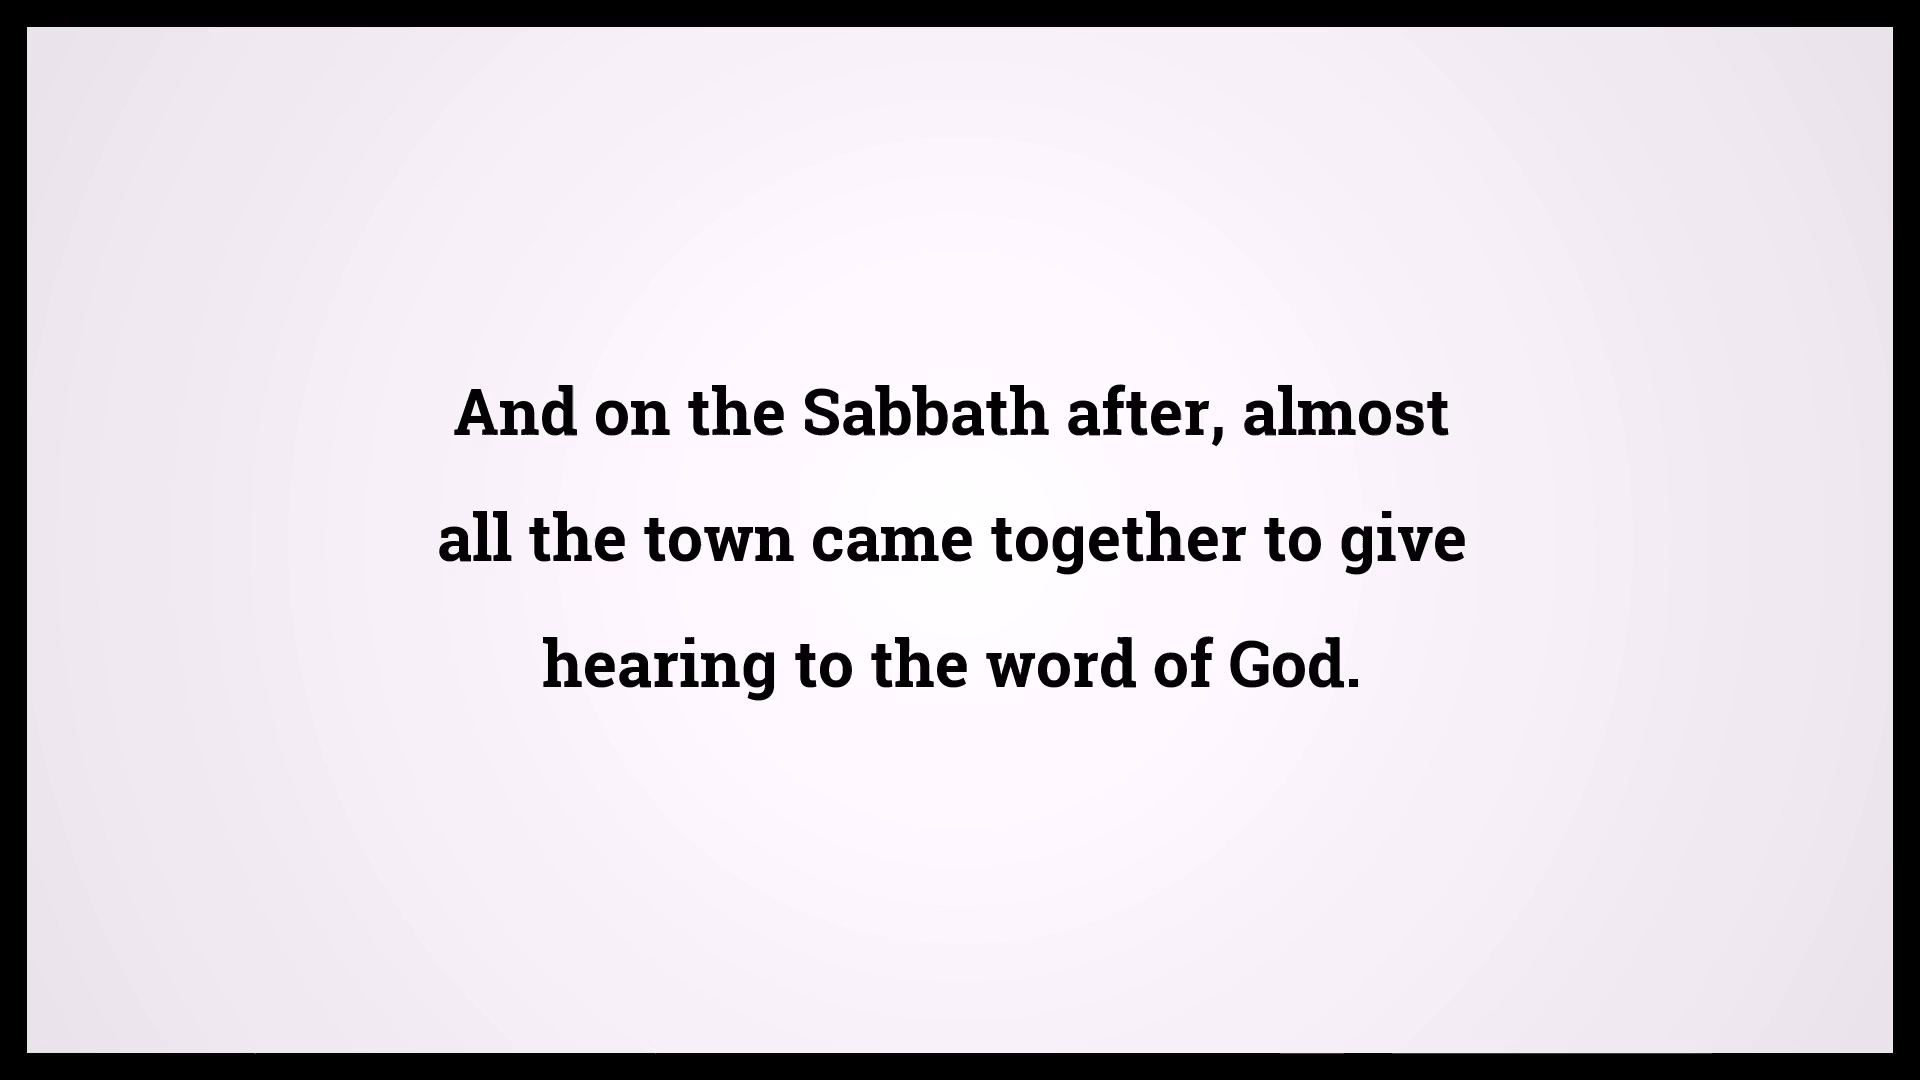 And on the Sabbath after, almost
all the town came together to give
hearing to the word of God.